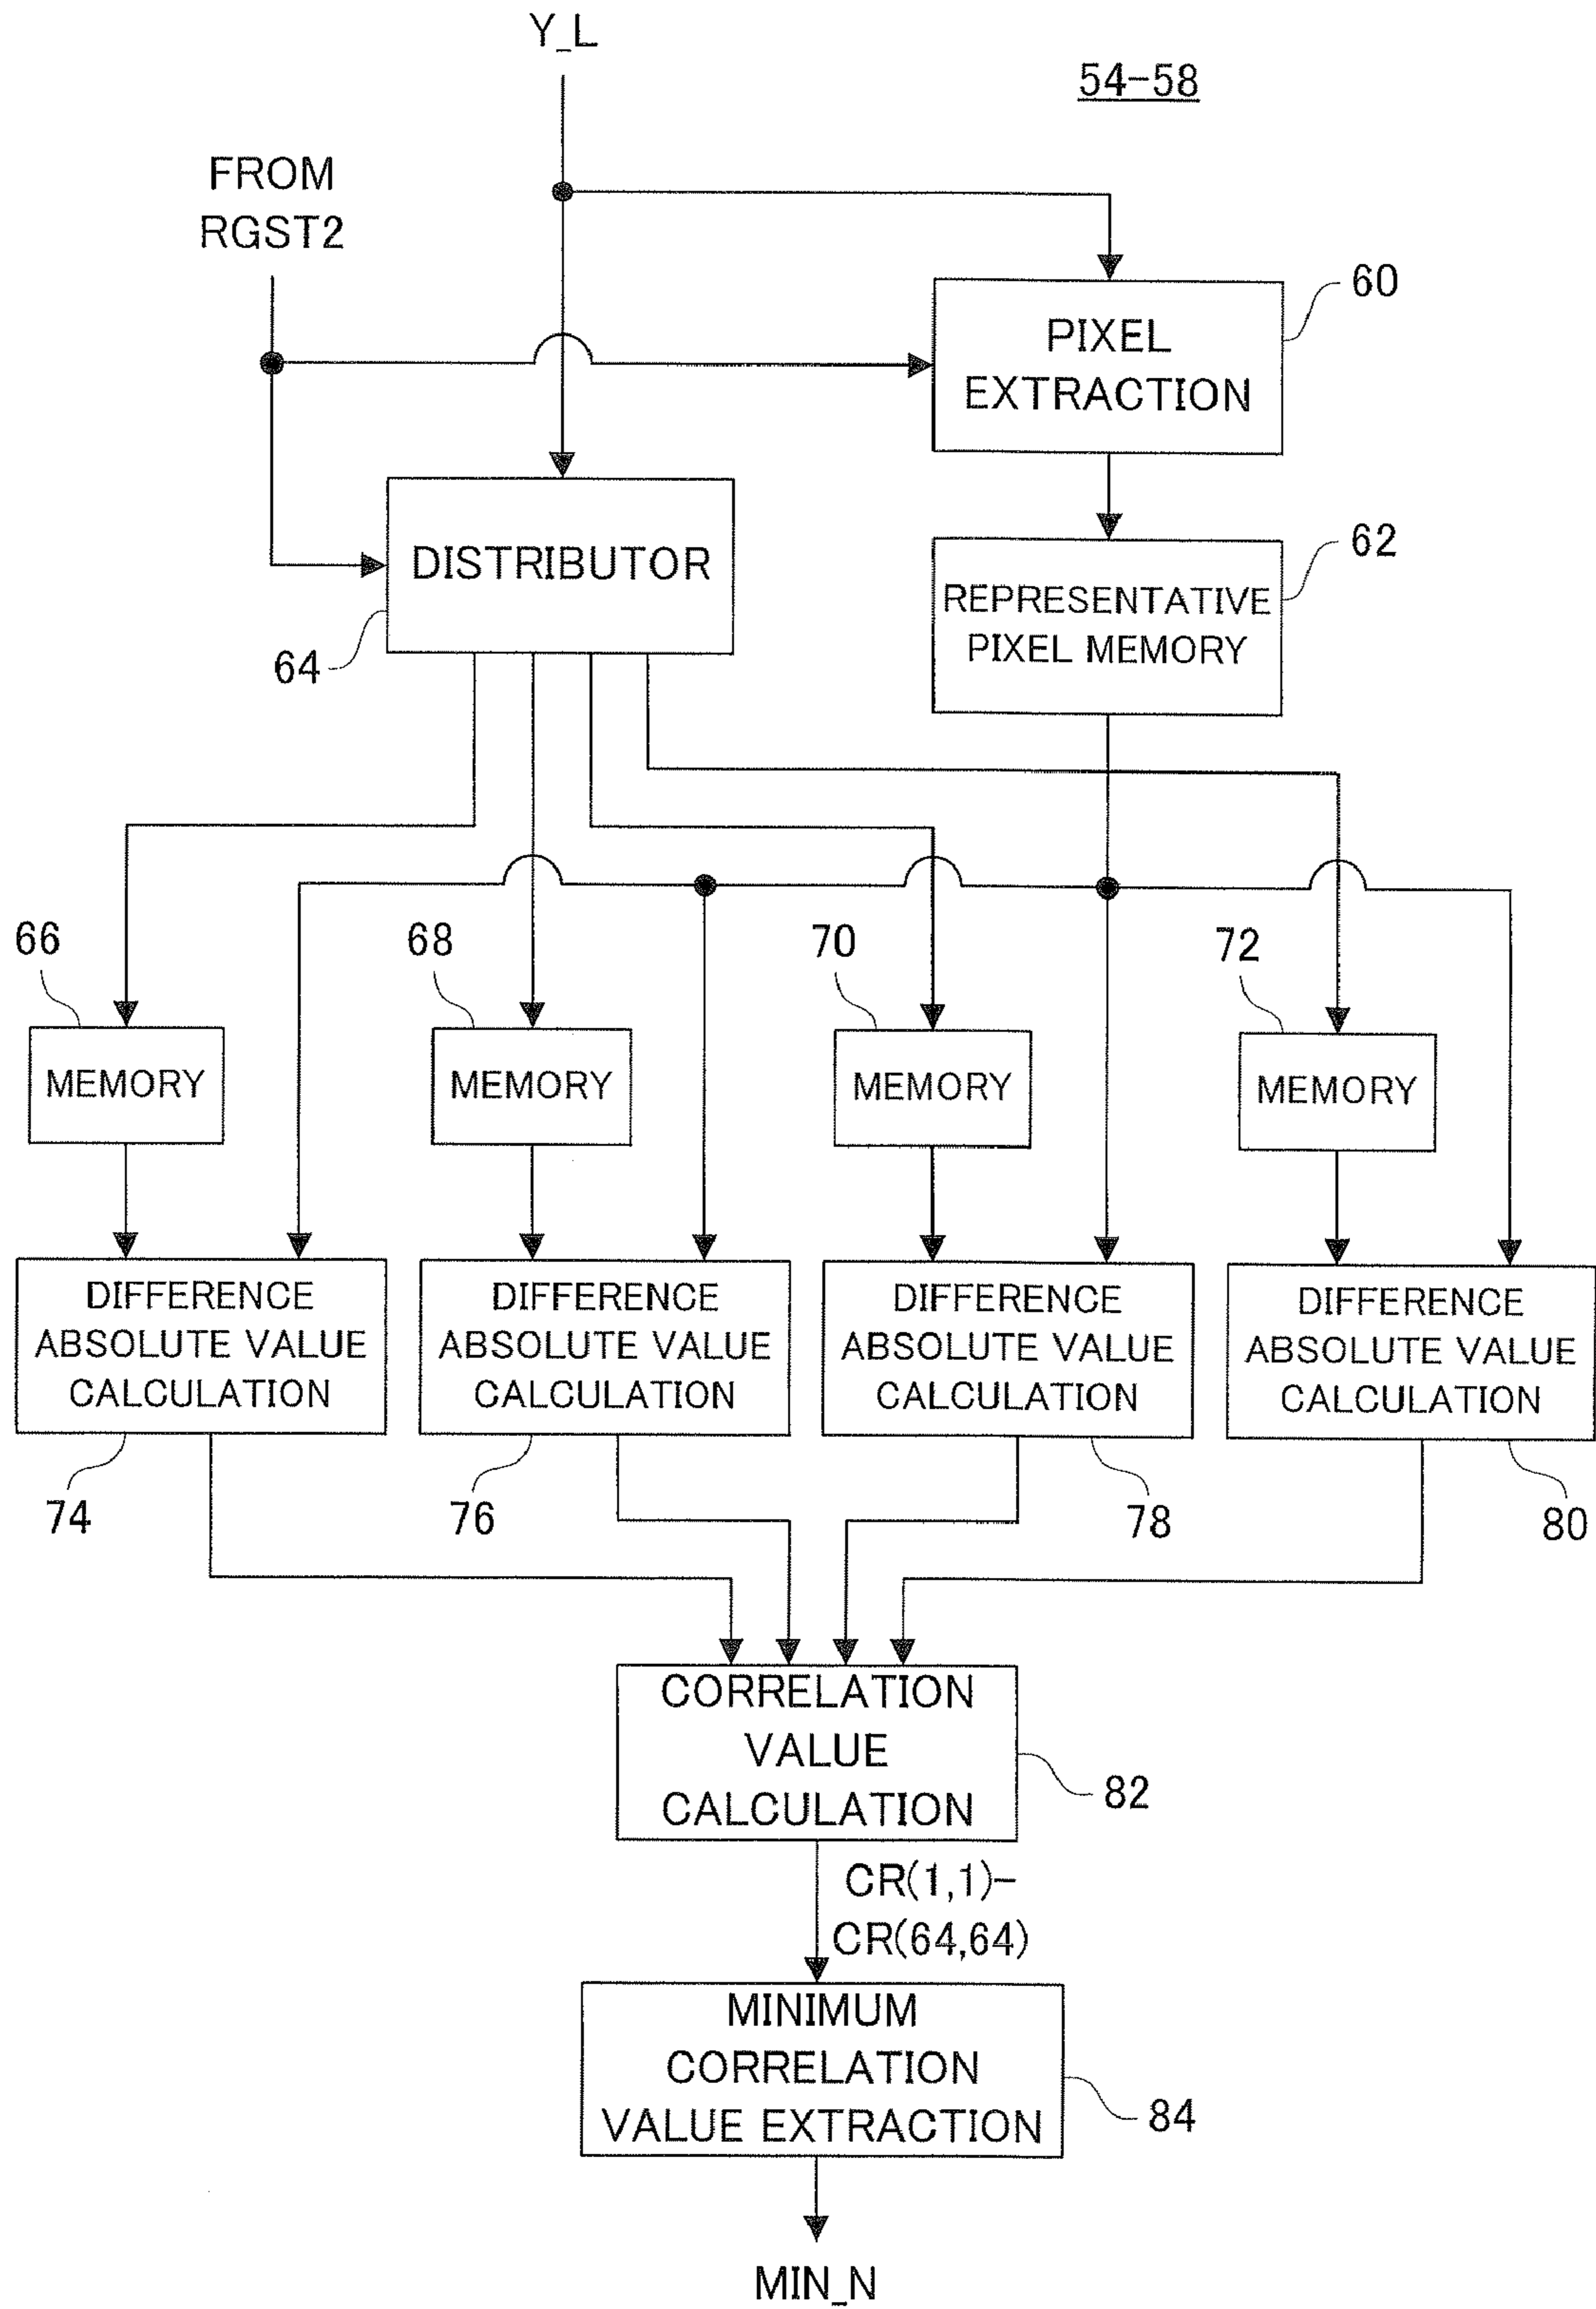 Y_L
54-58
FROM
RGST2
60
PIXEL
EXTRACTION
62
DISTRIBUTOR
REPRESENTATIVE
PIXEL MEMORY
64
66
68
70
72
MEMORY
MEMORY
MEMORY
MEMORY
DIFFERENCE
ABSOLUTE VALUE
CALCULATION
DIFFERENCE
ABSOLUTE VALUE
CALCULATION
DIFFERENCE
ABSOLUTE VALUE
CALCULATION
DIFFERENCE
ABSOLUTE VALUE
CALCULATION
74
76
78
80
CORRELATION
VALUE
CALCULATION
82
CR(1,1)-
CR(64,64)
MINIMUM
CORRELATION
VALUE EXTRACTION
84
MIN_N